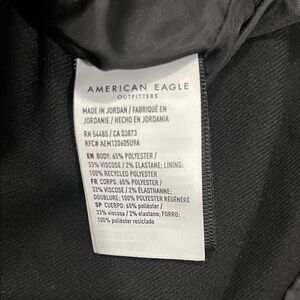 AMERICAN EAGLE
OUTFITTERS
MADE IN JORDAN / FABRIQUÉ EN
JORDANIE / HECHO EN JORDANIA
RN 54485 / CA 03873
RFC# AEM120605U9A
EN BODY: 65% POLYESTER /
33% VISCOSE / 2% ELASTANE; LINING:
100% RECYCLED POLYESTER
FR CORPS: 65% POLYESTER /
33% VISCOSE / 2% ÉLASTHANNE;
DOUBLURE: 100% POLYESTER RÉGÉNÉRÉ
SP CUERPO: 65% poliéster /
33% viscosa / 2% elastano; FORRO:
100% poliéster reciclado